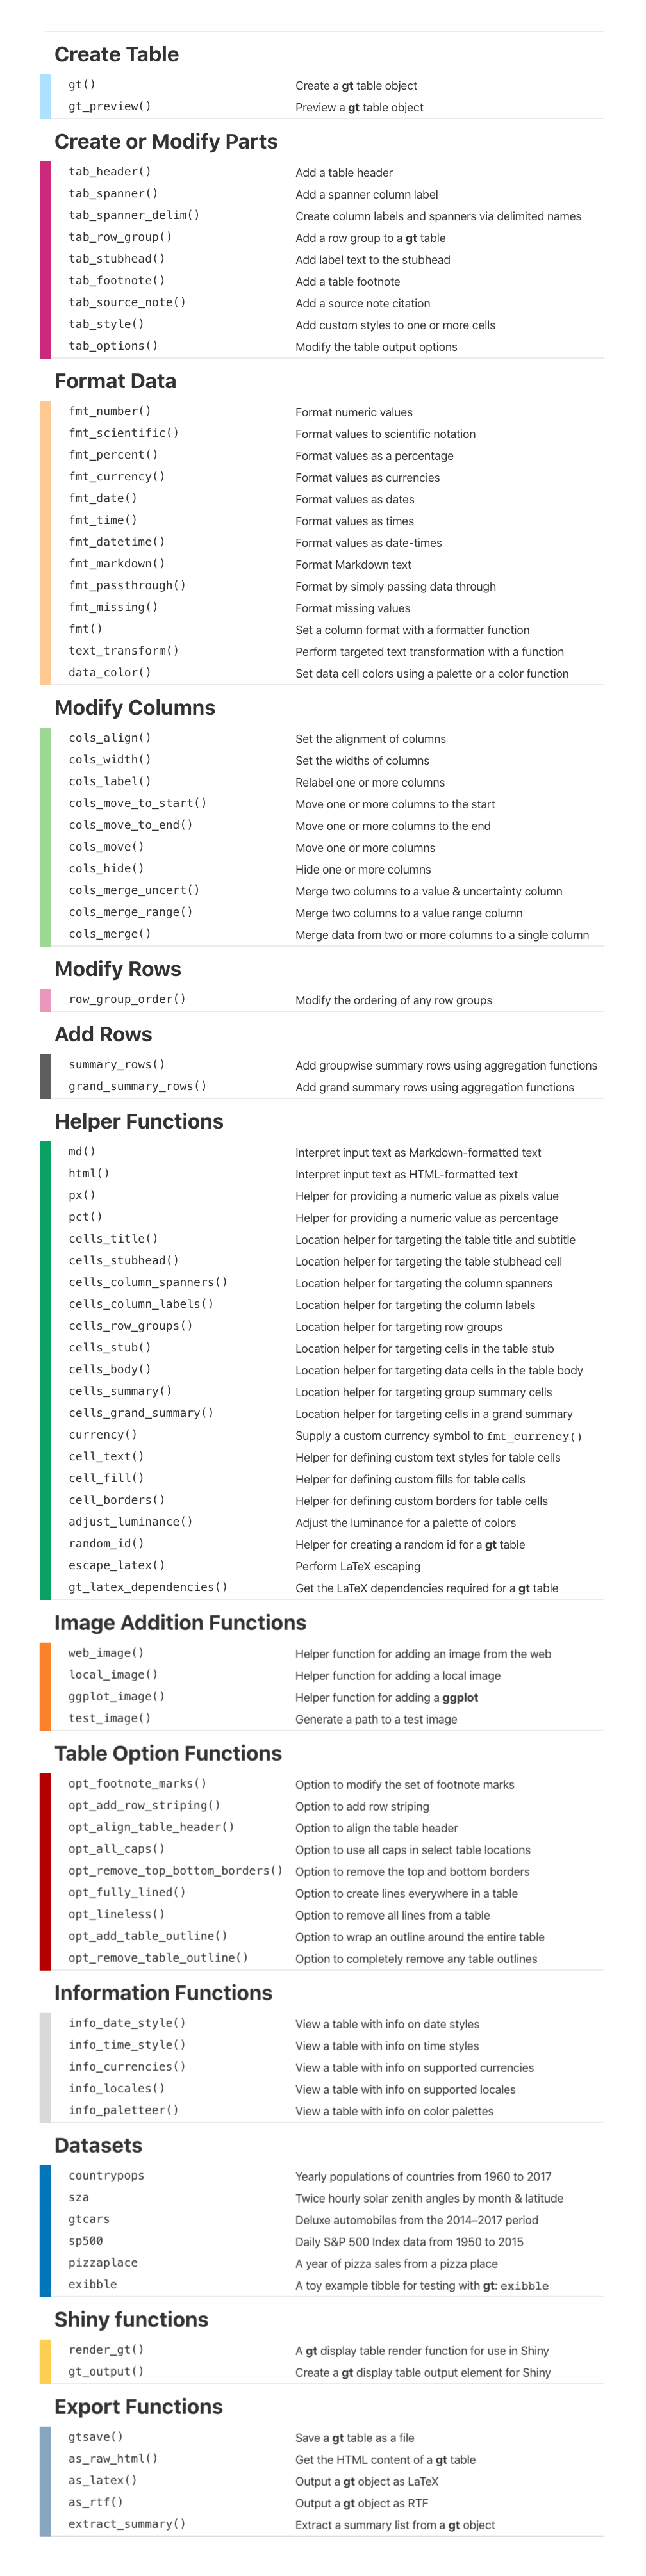 Create Table
gt() Create a gt table object
gt_preview() Preview a gt table object
Create or Modify Parts
tab_header() Add a table header
tab_spanner() Add a spanner column label
tab_spanner_delim() Create column labels and spanners via delimited names
tab_row_group() Add a row group to a gt table
tab_stubhead() Add label text to the stubhead
tab_footnote() Add a table footnote
tab_source_note() Add a source note citation
tab_style() Add custom styles to one or more cells
tab_options() Modify the table output options
Format Data
fmt_number() Format numeric values
fmt_scientific() Format values to scientific notation
fmt_percent() Format values as a percentage
fmt_currency() Format values as currencies
fmt_date() Format values as dates
fmt_time() Format values as times
fmt_datetime() Format values as date-times
fmt_markdown() Format Markdown text
fmt_passthrough() Format by simply passing data through
fmt_missing() Format missing values
fmt() Set a column format with a formatter function
text_transform() Perform targeted text transformation with a function
data_color() Set data cell colors using a palette or a color function
Modify Columns
cols_align() Set the alignment of columns
cols_width() Set the widths of columns
cols_label() Relabel one or more columns
cols_move_to_start() Move one or more columns to the start
cols_move_to_end() Move one or more columns to the end
cols_move() Move one or more columns
cols_hide() Hide one or more columns
cols_merge_uncert() Merge two columns to a value & uncertainty column
cols_merge_range() Merge two columns to a value range column
cols_merge() Merge data from two or more columns to a single column
Modify Rows
row_group_order() Modify the ordering of any row groups
Add Rows
summary_rows() Add groupwise summary rows using aggregation functions
grand_summary_rows() Add grand summary rows using aggregation functions
Helper Functions
md() Interpret input text as Markdown-formatted text
html() Interpret input text as HTML-formatted text
px() Helper for providing a numeric value as pixels value
pct() Helper for providing a numeric value as percentage
cells_title() Location helper for targeting the table title and subtitle
cells_stubhead() Location helper for targeting the table stubhead cell
cells_column_spanners() Location helper for targeting the column spanners
cells_column_labels() Location helper for targeting the column labels
cells_row_groups() Location helper for targeting row groups
cells_stub() Location helper for targeting cells in the table stub
cells_body() Location helper for targeting data cells in the table body
cells_summary() Location helper for targeting group summary cells
cells_grand_summary() Location helper for targeting cells in a grand summary
currency() Supply a custom currency symbol to fmt_currency()
cell_text() Helper for defining custom text styles for table cells
cell_fill() Helper for defining custom fills for table cells
cell_borders() Helper for defining custom borders for table cells
adjust_luminance() Adjust the luminance for a palette of colors
random_id() Helper for creating a random id for a gt table
escape_latex() Perform LaTeX escaping
gt_latex_dependencies() Get the LaTeX dependencies required for a gt table
Image Addition Functions
web_image() Helper function for adding an image from the web
local_image() Helper function for adding a local image
ggplot_image() Helper function for adding a ggplot
test_image() Generate a path to a test image
Table Option Functions
opt_footnote_marks() Option to modify the set of footnote marks
opt_add_row_striping() Option to add row striping
opt_align_table_header() Option to align the table header
opt_all_caps() Option to use all caps in select table locations
opt_remove_top_bottom_borders() Option to remove the top and bottom borders
opt_fully_lined() Option to create lines everywhere in a table
opt_lineless() Option to remove all lines from a table
opt_add_table_outline() Option to wrap an outline around the entire table
opt_remove_table_outline() Option to completely remove any table outlines
Information Functions
info_date_style() View a table with info on date styles
info_time_style() View a table with info on time styles
info_currencies() View a table with info on supported currencies
info_locales() View a table with info on supported locales
info_paletteer() View a table with info on color palettes
Datasets
countrypops Yearly populations of countries from 1960 to 2017
sza Twice hourly solar zenith angles by month & latitude
gtcars Deluxe automobiles from the 2014–2017 period
sp500 Daily S&P 500 Index data from 1950 to 2015
pizzaplace A year of pizza sales from a pizza place
exibble A toy example tibble for testing with gt: exibble
Shiny functions
render_gt() A gt display table render function for use in Shiny
gt_output() Create a gt display table output element for Shiny
Export Functions
gtsave() Save a gt table as a file
as_raw_html() Get the HTML content of a gt table
as_latex() Output a gt object as LaTeX
as_rtf() Output a gt object as RTF
extract_summary() Extract a summary list from a gt object